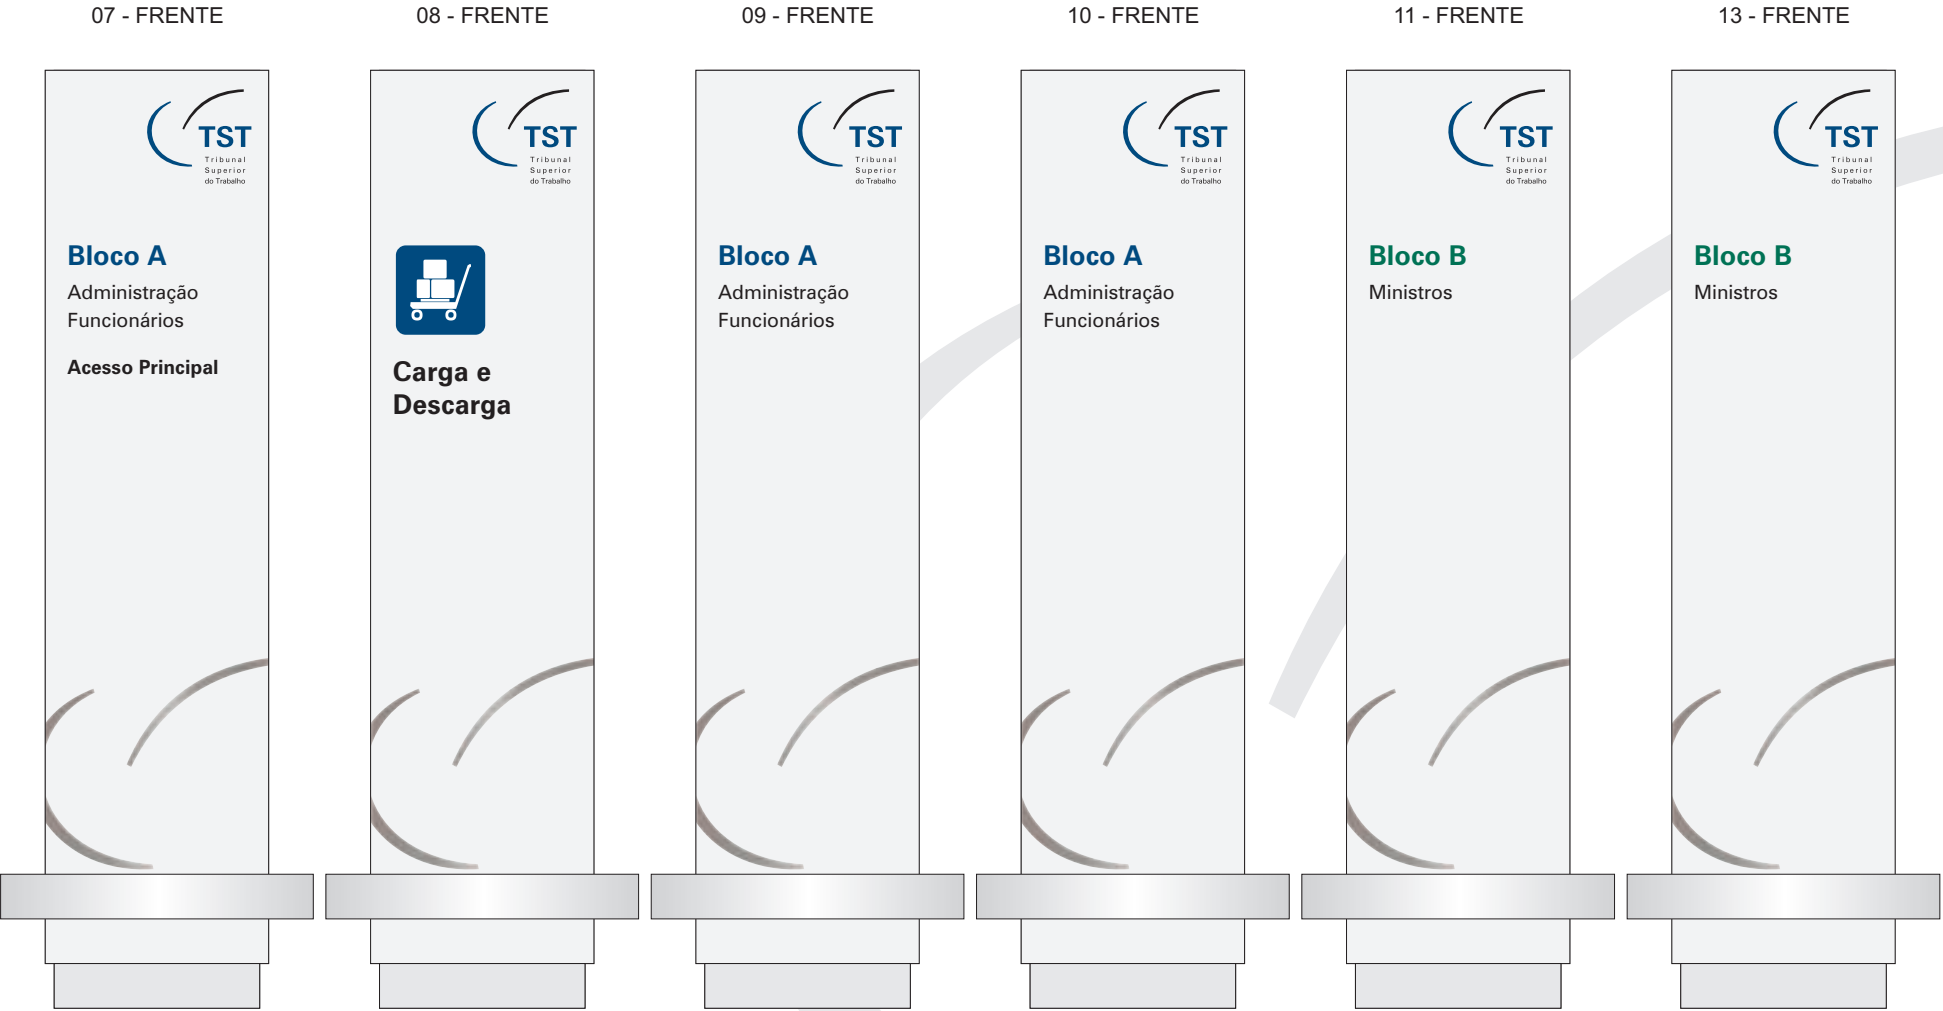 07 - FRENTE
08 - FRENTE
09 - FRENTE
10 - FRENTE
11 - FRENTE
13 - FRENTE
TST
Tribunal
Superior
do Trabalho
Bloco A
Administração
Funcionários
Acesso Principal
TST
Tribunal
Superior
do Trabalho
Carga e
Descarga
TST
Tribunal
Superior
do Trabalho
Bloco A
Administração
Funcionários
TST
Tribunal
Superior
do Trabalho
Bloco A
Administração
Funcionários
TST
Tribunal
Superior
do Trabalho
Bloco B
Ministros
TST
Tribunal
Superior
do Trabalho
Bloco B
Ministros